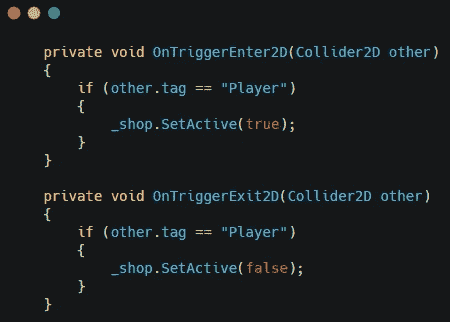 private void OnTriggerEnter2D(Collider2D other)
{
    if (other.tag == "Player")
    {
        _shop.SetActive(true);
    }
}

private void OnTriggerExit2D(Collider2D other)
{
    if (other.tag == "Player")
    {
        _shop.SetActive(false);
    }
}